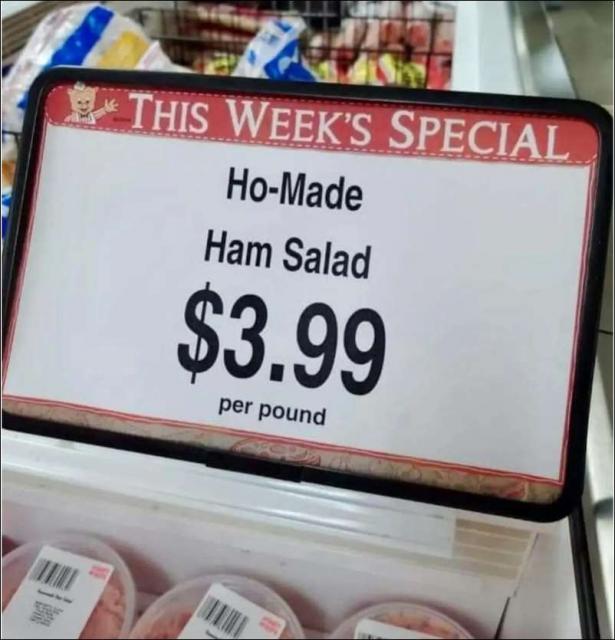 THIS WEEK'S SPECIAL
Ho-Made
Ham Salad
$3.99
per pound